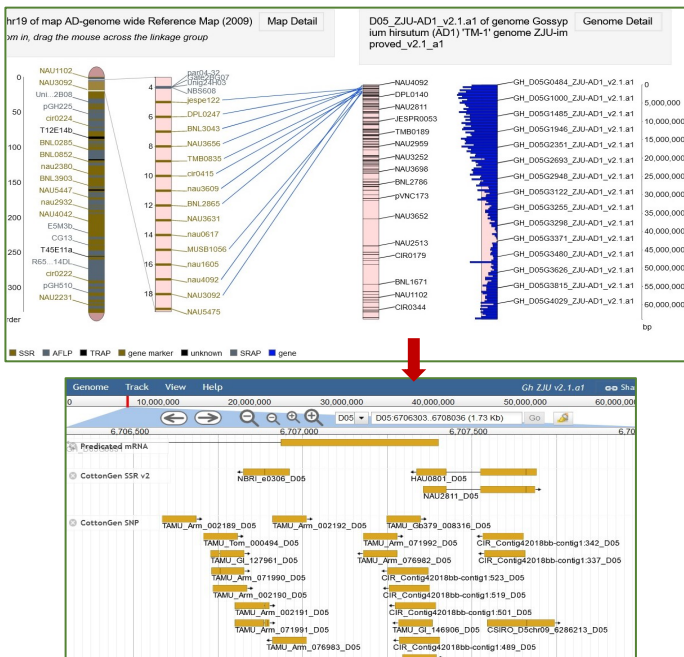 hr19 of map AD-genome wide Reference Map (2009)
Map Detail
om in, drag the mouse across the linkage group
D05_ZJU-AD1_v2.1.a1 of genome Gossyp
ium hirsutum (AD1) 'TM-1' genome ZJU-im
proved_v2.1_a1
Genome Detail
0
50
100
150
200
250
300
rder
NAU1102
NAU3092
Uni...2B08
pGH225
cir0224
T12E14b
BNL0285
BNL0852
nau2380
BNL3903
NAU5447
nau2932
NAU4042
E5M3b
CG13
T45E11a
R65...14DL
cir0222
pGH510
NAU2231
4
6
8
10
12
14
16
18
par04-32
Gate2BG07
Unig24H03
NBS608
jespe122
DPL0247
BNL3043
NAU3656
TMB0835
cir0415
nau3609
BNL2865
NAU3631
nau0617
MUSB1056
nau1605
nau4092
NAU3092
NAU5475
NAU4092
DPL0140
NAU2811
JESPR0053
TMB0189
NAU2959
NAU3252
NAU3698
BNL2786
pVNC173
NAU3652
NAU2513
CIR0179
BNL1671
NAU1102
CIR0344
GH_D05G0484_ZJU-AD1_v2.1.a1
GH_D05G1000_ZJU-AD1_v2.1.a1
GH_D05G1485_ZJU-AD1_v2.1.a1
GH_D05G1946_ZJU-AD1_v2.1.a1
GH_D05G2351_ZJU-AD1_v2.1.a1
GH_D05G2693_ZJU-AD1_v2.1.a1
GH_D05G2948_ZJU-AD1_v2.1.a1
GH_D05G3122_ZJU-AD1_v2.1.a1
GH_D05G3255_ZJU-AD1_v2.1.a1
GH_D05G3298_ZJU-AD1_v2.1.a1
GH_D05G3371_ZJU-AD1_v2.1.a1
GH_D05G3480_ZJU-AD1_v2.1.a1
GH_D05G3626_ZJU-AD1_v2.1.a1
GH_D05G3815_ZJU-AD1_v2.1.a1
GH_D05G4029_ZJU-AD1_v2.1.a1
0
5,000,000
10,000,000
15,000,000
20,000,000
25,000,000
30,000,000
35,000,000
40,000,000
45,000,000
50,000,000
55,000,000
60,000,000
bp
SSR AFLP TRAP gene marker unknown SRAP gene
Genome Track View Help Gh ZJU v2.1.a1 Sha
0 10,000,000 20,000,000 30,000,000 40,000,000 50,000,000 60,000,00
D05 D05:6706303..6708036 (1.73 Kb) Go
6,706,500 6,707,000 6,707,500 6,70
Predicated mRNA
CottonGen SSR v2
NBRI_e0306_D05 HAU0801_D05
NAU2811_D05
CottonGen SNP
TAMU_Arm_002189_D05 TAMU_Arm_002192_D05 TAMU_Gb379_008316_D05
TAMU_Tom_000494_D05 TAMU_Arm_071992_D05 CIR_Contig42018bb-contig1:342_D05
TAMU_GI_127961_D05 TAMU_Arm_076982_D05 CIR_Contig42018bb-contig1:337_D05
TAMU_Arm_071990_D05 CIR_Contig42018bb-contig1:523_D05
TAMU_Arm_002190_D05 CIR_Contig42018bb-contig1:519_D05
TAMU_Arm_002191_D05 CIR_Contig42018bb-contig1:501_D05
TAMU_Arm_071991_D05 TAMU_GI_146906_D05 CSIRO_D5chr09_6286213_D05
TAMU_Arm_076983_D05 CIR_Contig42018bb-contig1:489_D05